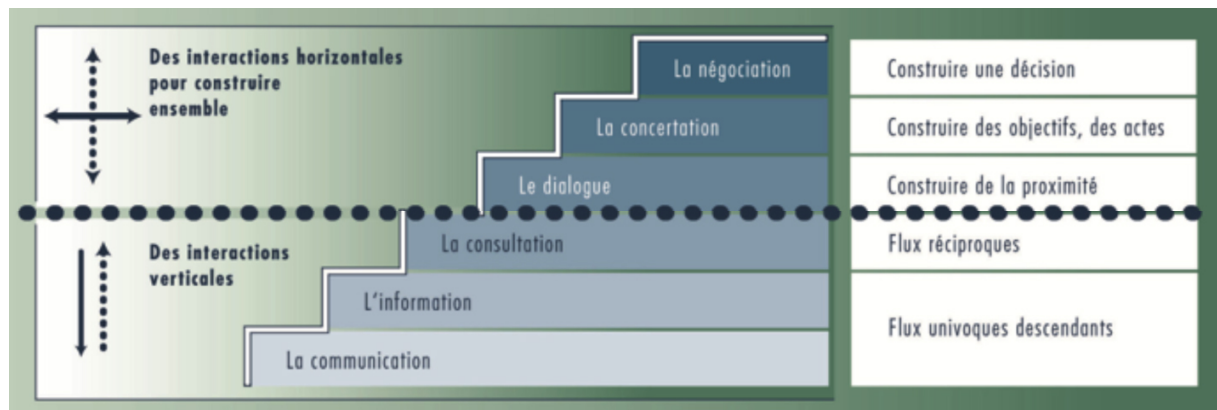 Des interactions horizontales
pour construire
ensemble
La négociation
Construire une décision
La concertation
Construire des objectifs, des actes
Le dialogue
Construire de la proximité
Des interactions
verticales
La consultation
Flux réciproques
L'information
Flux univoques descendants
La communication